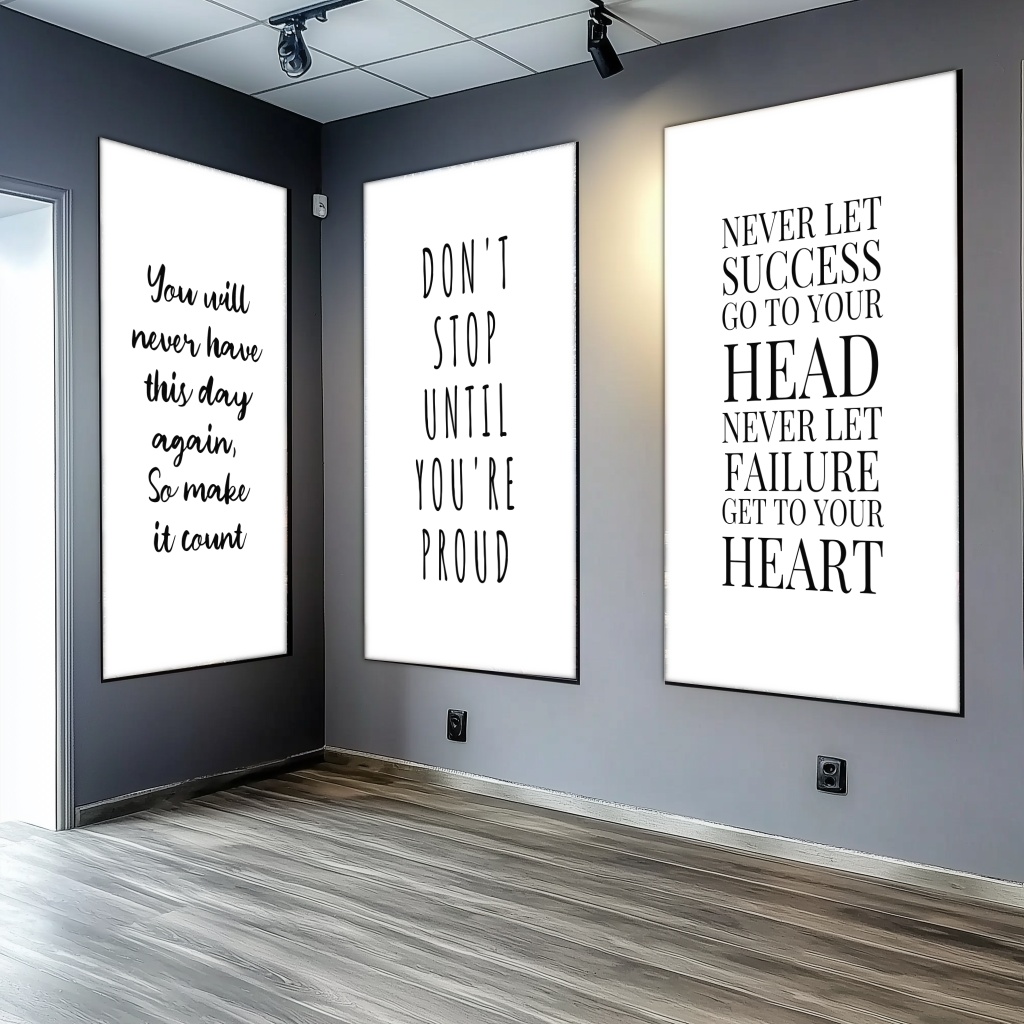 You will
never have
this day
again,
So make
it count
DON'T
STOP
UNTIL
YOU'RE
PROUD
NEVER LET
SUCCESS
GO TO YOUR
HEAD
NEVER LET
FAILURE
GET TO YOUR
HEART